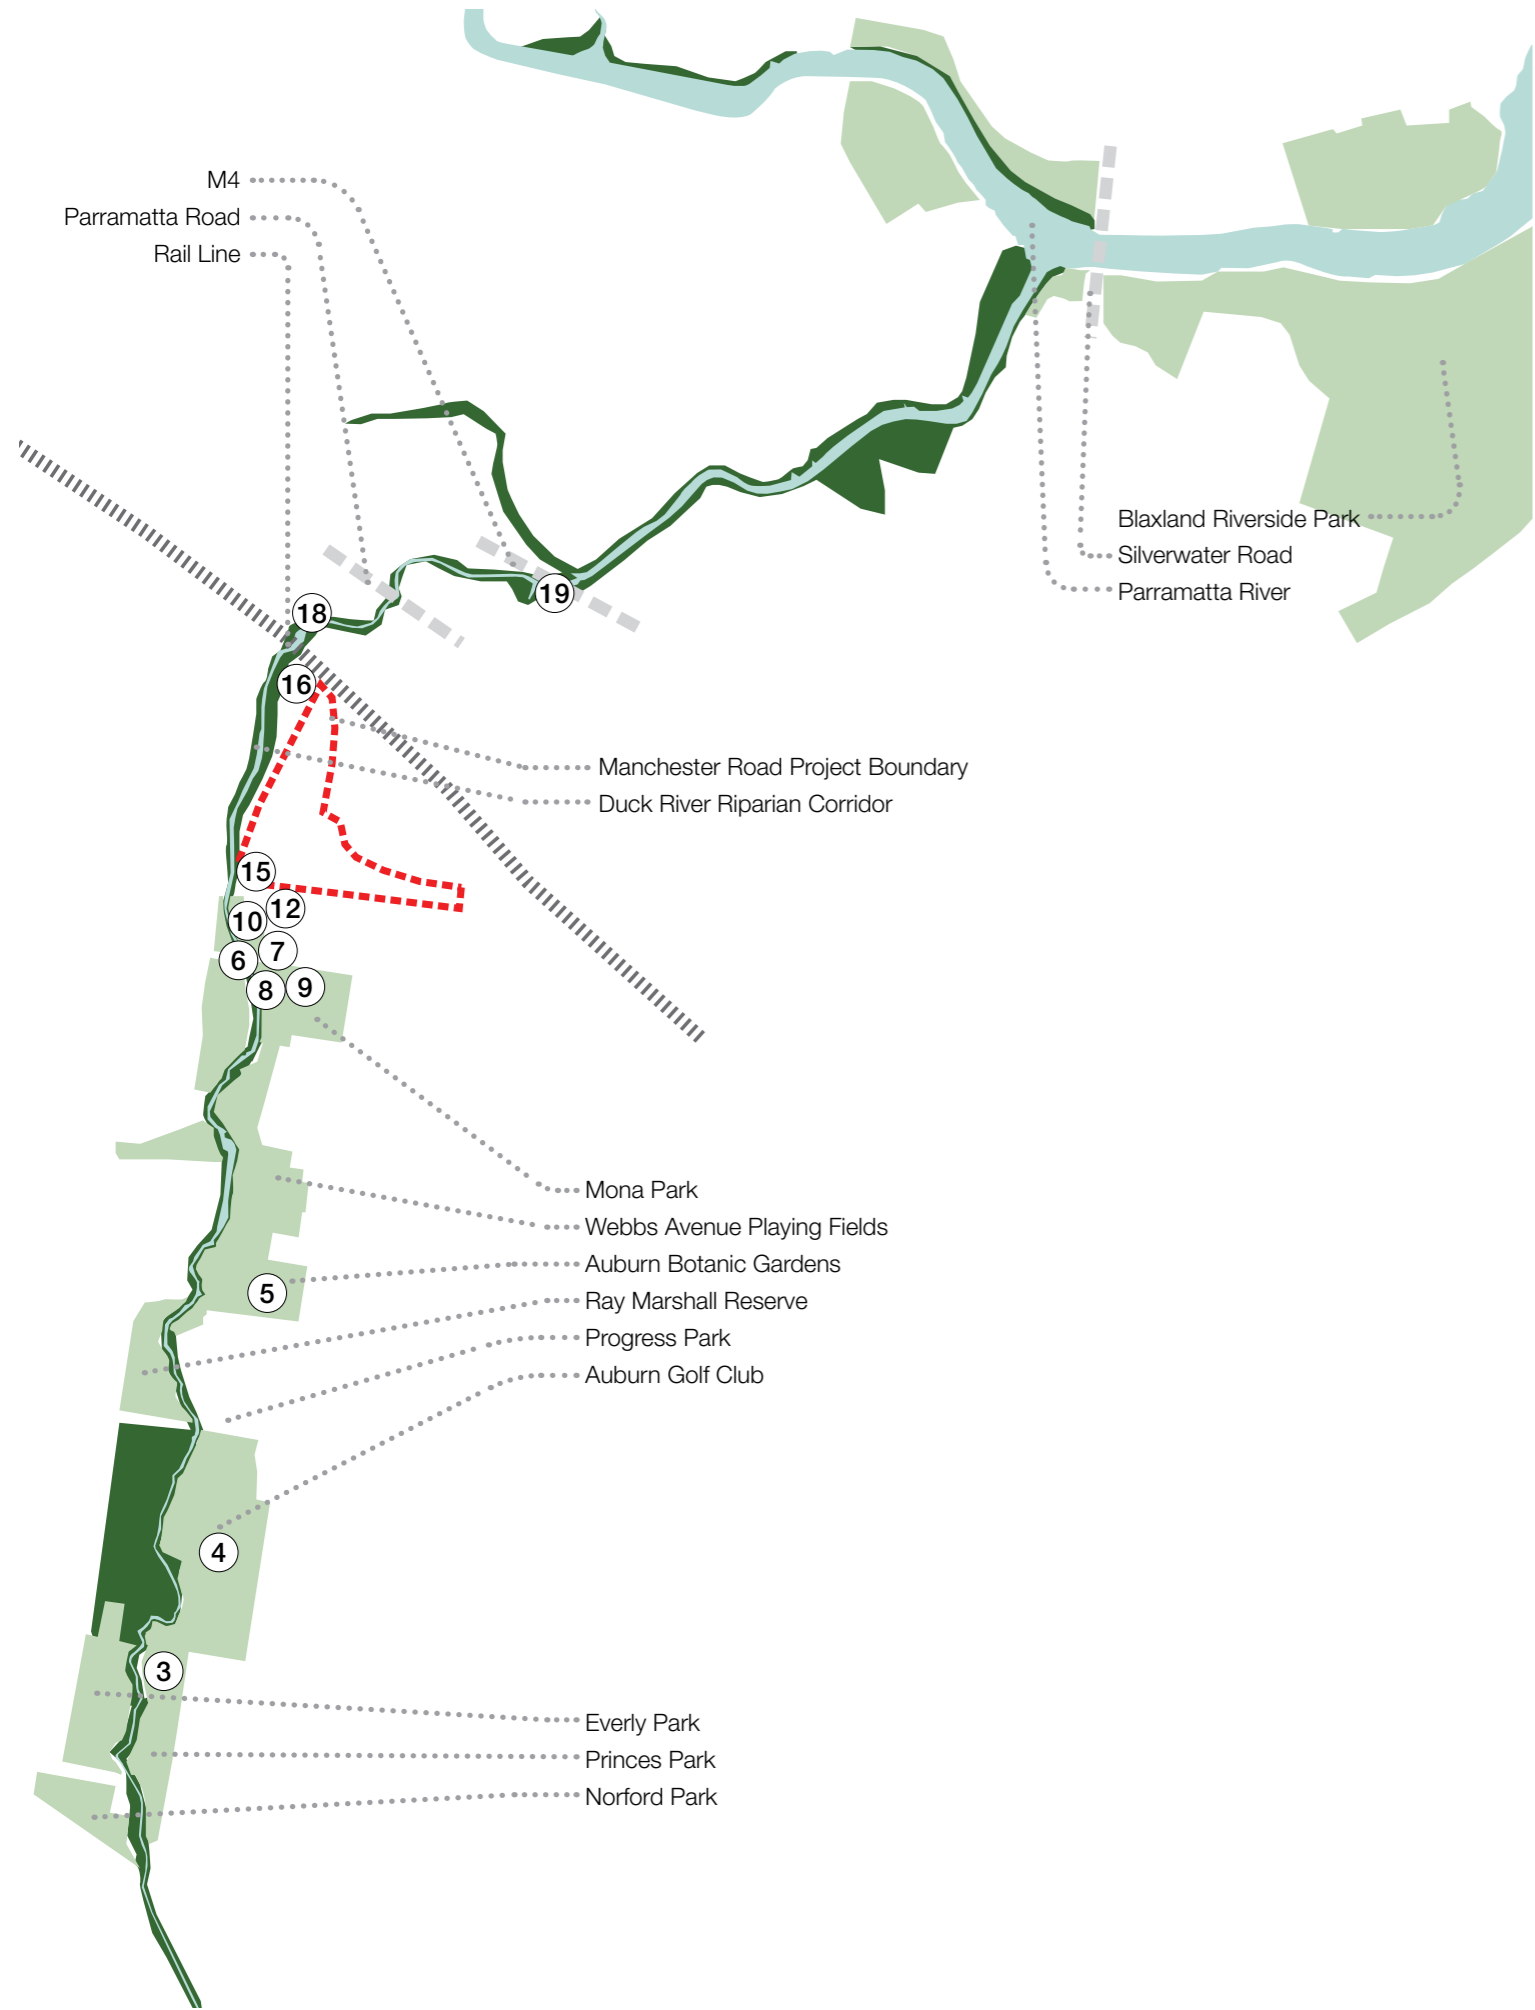 M4
Parramatta Road
Rail Line
Blaxland Riverside Park
Silverwater Road
Parramatta River
19
18
16
Manchester Road Project Boundary
Duck River Riparian Corridor
15
12
10
7
6
9
8
Mona Park
Webbs Avenue Playing Fields
Auburn Botanic Gardens
5
Ray Marshall Reserve
Progress Park
Auburn Golf Club
4
3
Everly Park
Princes Park
Norford Park